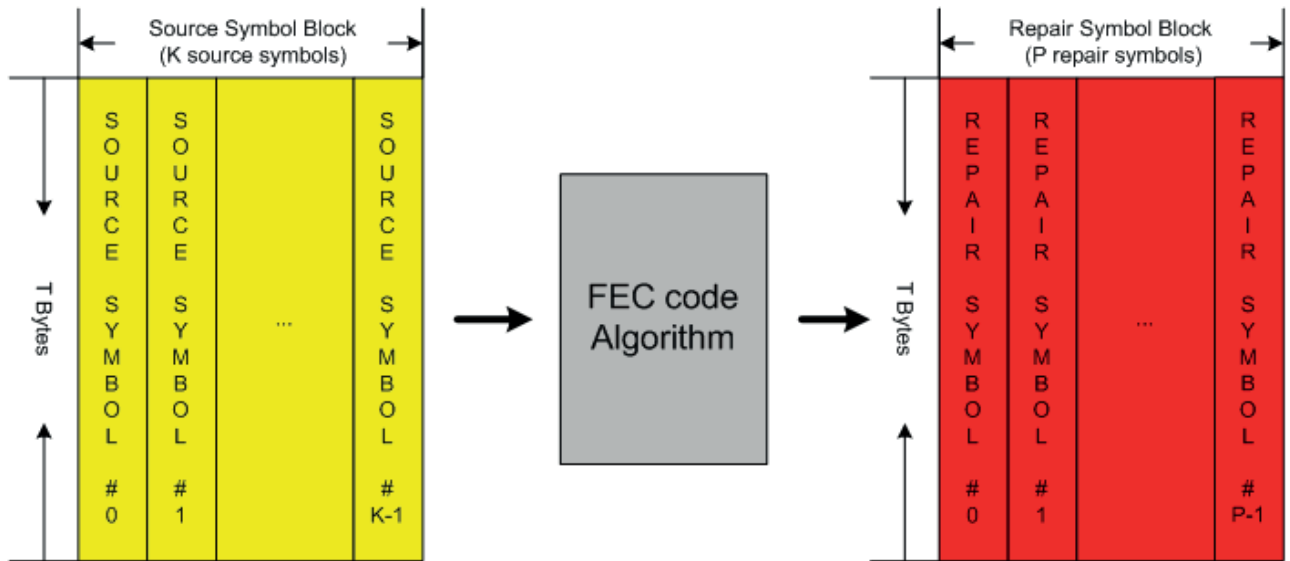 Source Symbol Block
(K source symbols)
T Bytes
SOURCE SYMBOL #0
SOURCE SYMBOL #1
...
SOURCE SYMBOL #K-1
FEC code
Algorithm
Repair Symbol Block
(P repair symbols)
T Bytes
REPAIR SYMBOL #0
REPAIR SYMBOL #1
...
REPAIR SYMBOL #P-1